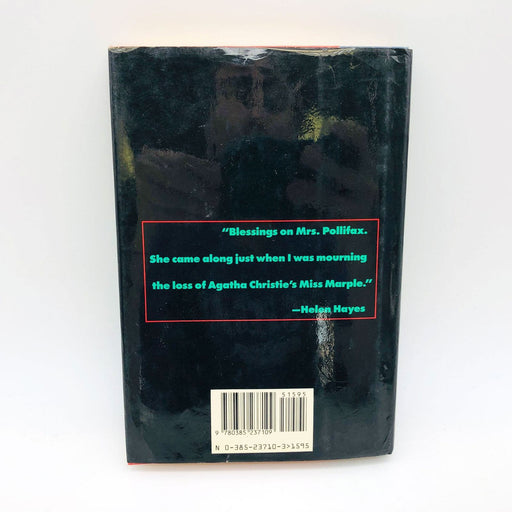 "Blessings on Mrs. Pollifax.
She came along just when I was mourning
the loss of Agatha Christie's Miss Marple."
—Helen Hayes
51595
9 780385 237109
N 0-385-23710-3>1595